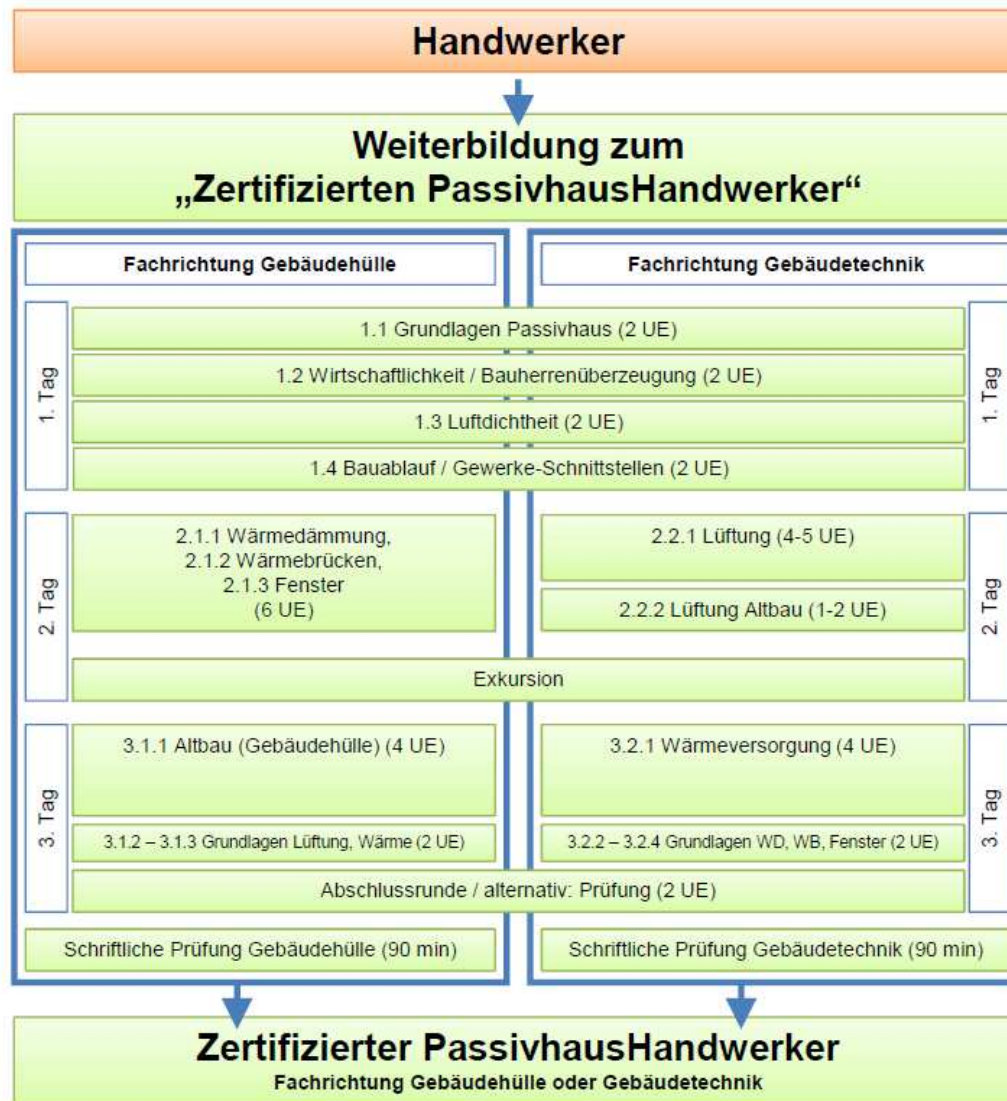 Handwerker
Weiterbildung zum
„Zertifizierten PassivhausHandwerker“
Fachrichtung Gebäudehülle
Fachrichtung Gebäudetechnik
1. Tag
1.1 Grundlagen Passivhaus (2 UE)
1.2 Wirtschaftlichkeit / Bauherrenüberzeugung (2 UE)
1.3 Luftdichtheit (2 UE)
1.4 Bauablauf / Gewerke-Schnittstellen (2 UE)
1. Tag
2. Tag
2.1.1 Wärmedämmung,
2.1.2 Wärmebrücken,
2.1.3 Fenster
(6 UE)
2.2.1 Lüftung (4-5 UE)
2.2.2 Lüftung Altbau (1-2 UE)
2. Tag
Exkursion
3. Tag
3.1.1 Altbau (Gebäudehülle) (4 UE)
3.2.1 Wärmeversorgung (4 UE)
3. Tag
3.1.2 – 3.1.3 Grundlagen Lüftung, Wärme (2 UE)
3.2.2 – 3.2.4 Grundlagen WD, WB, Fenster (2 UE)
Abschlussrunde / alternativ: Prüfung (2 UE)
Schriftliche Prüfung Gebäudehülle (90 min)
Schriftliche Prüfung Gebäudetechnik (90 min)
Zertifizierter PassivhausHandwerker
Fachrichtung Gebäudehülle oder Gebäudetechnik